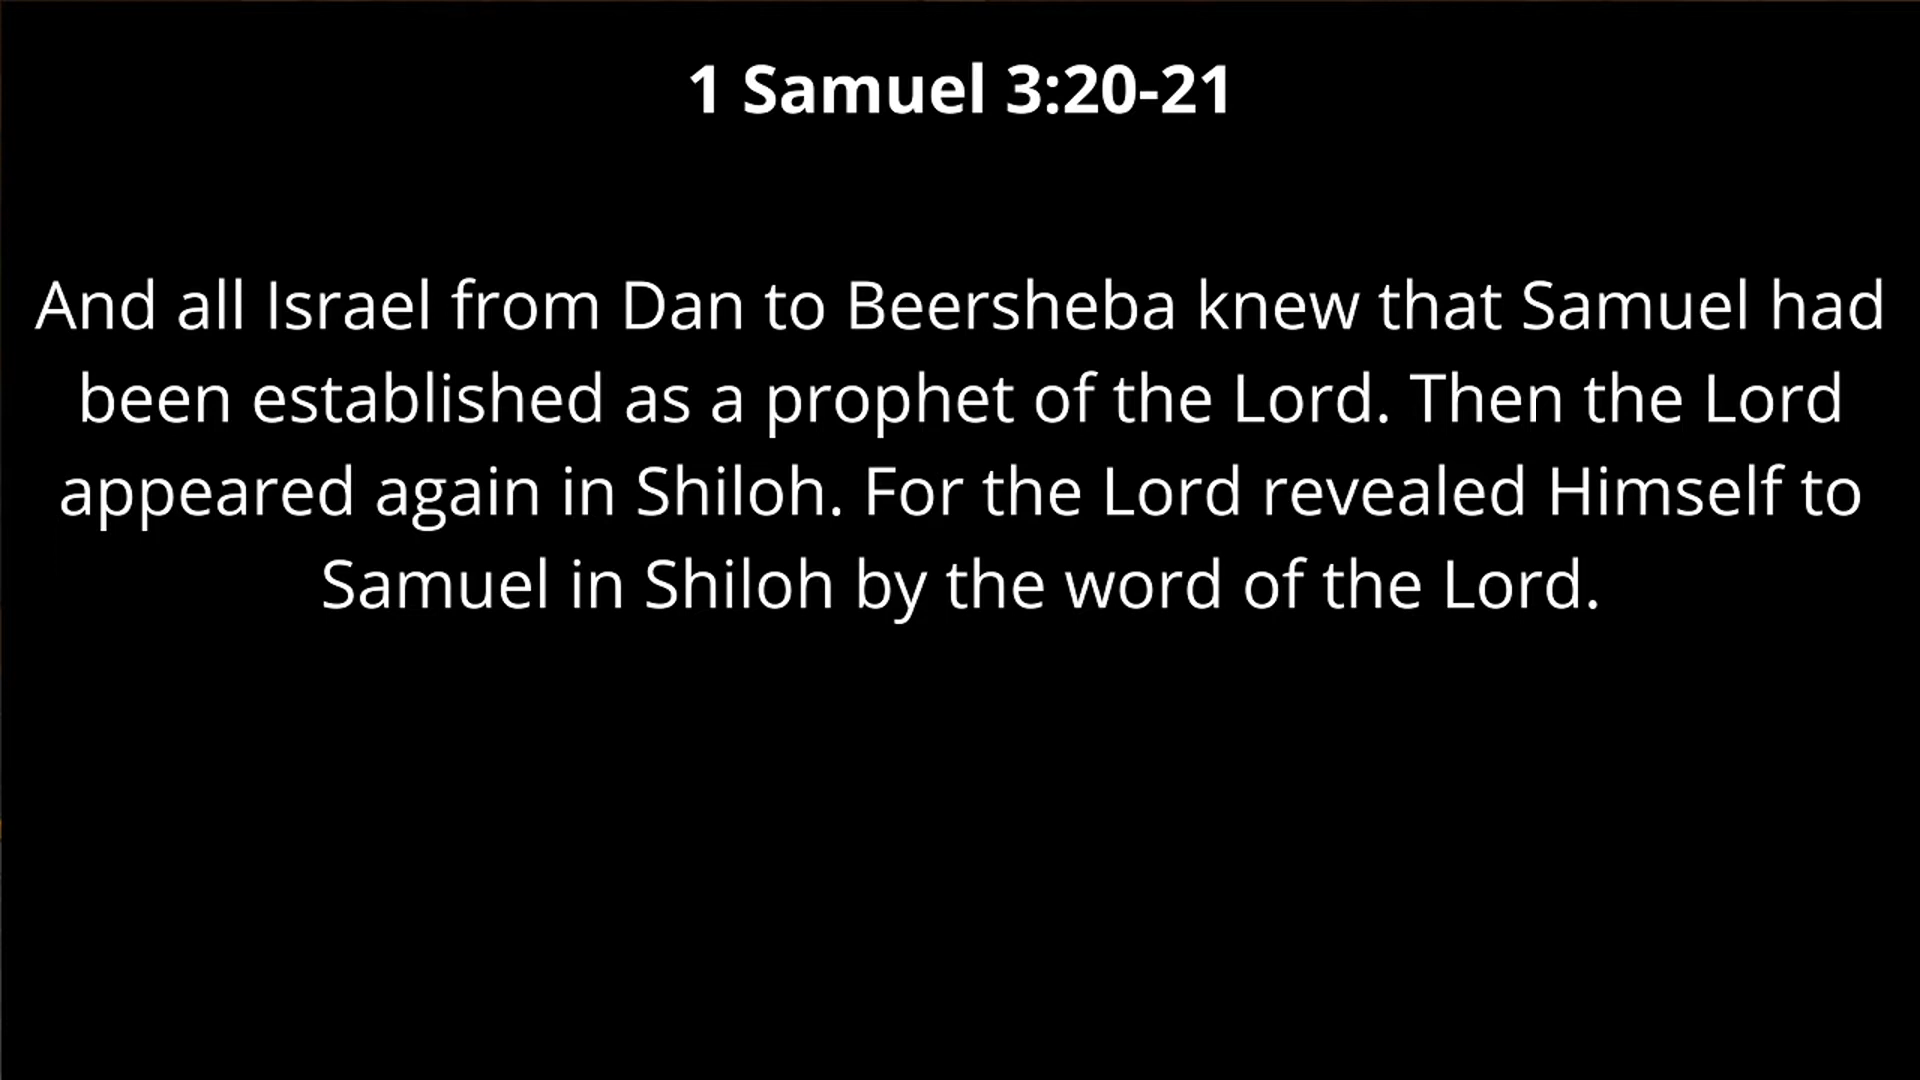 1 Samuel 3:20-21
And all Israel from Dan to Beersheba knew that Samuel had
been established as a prophet of the Lord. Then the Lord
appeared again in Shiloh. For the Lord revealed Himself to
Samuel in Shiloh by the word of the Lord.